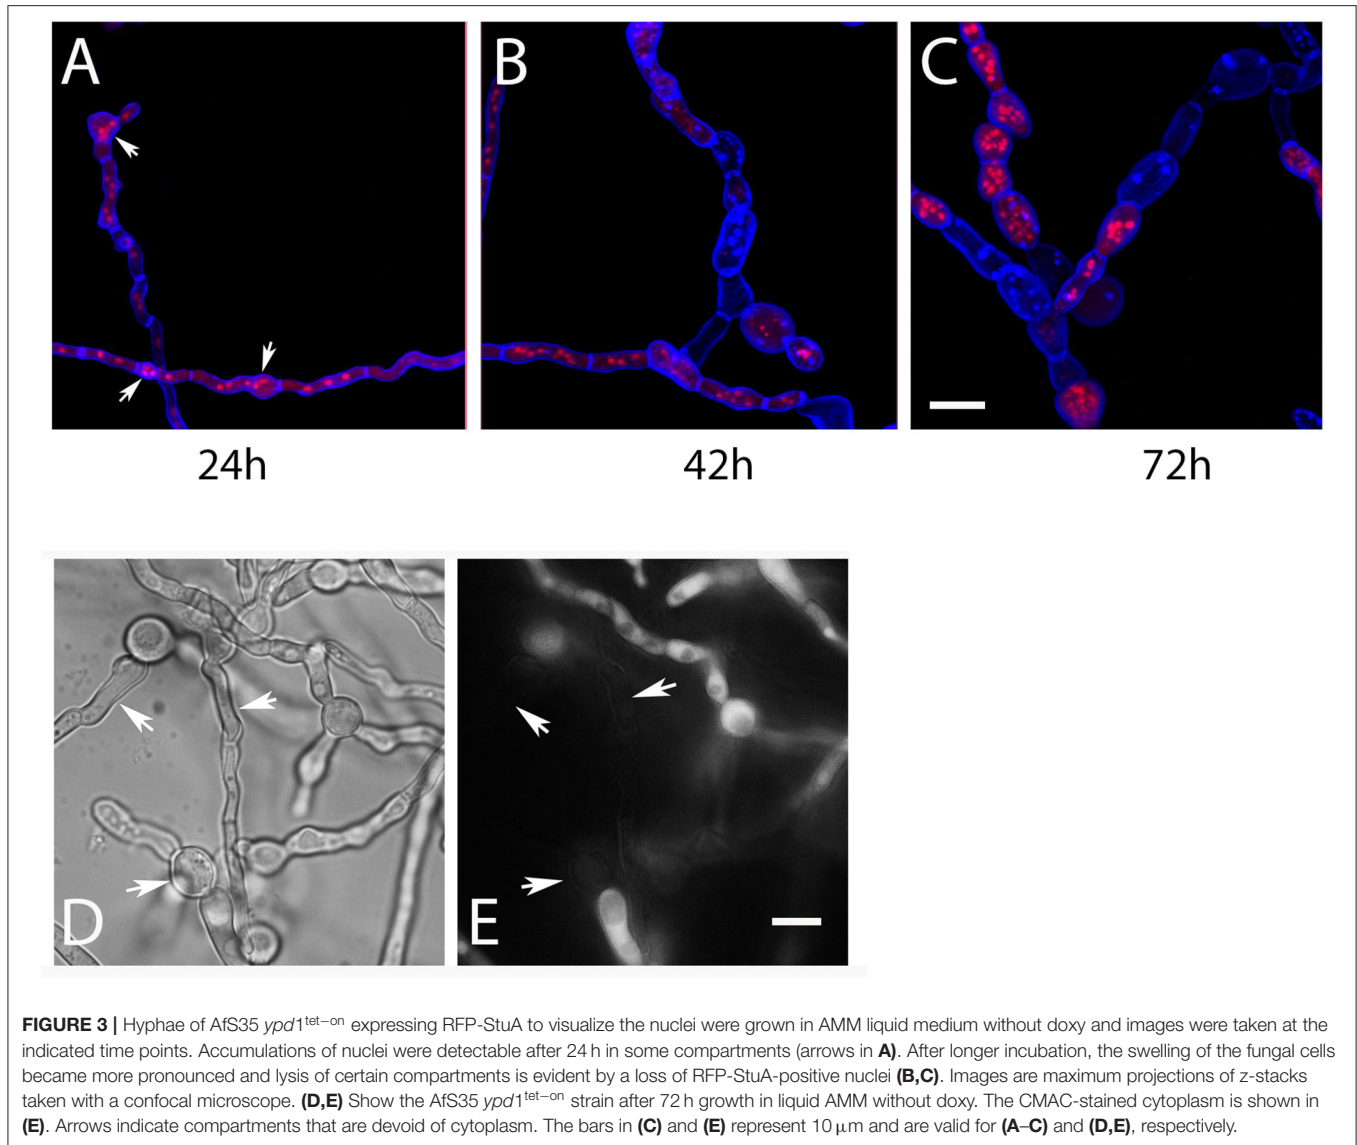 A
B
C
24h
42h
72h
D
E
FIGURE 3 | Hyphae of AfS35 ypd1tet−on expressing RFP-StuA to visualize the nuclei were grown in AMM liquid medium without doxy and images were taken at the
indicated time points. Accumulations of nuclei were detectable after 24 h in some compartments (arrows in A). After longer incubation, the swelling of the fungal cells
became more pronounced and lysis of certain compartments is evident by a loss of RFP-StuA-positive nuclei (B,C). Images are maximum projections of z-stacks
taken with a confocal microscope. (D,E) Show the AfS35 ypd1tet−on strain after 72 h growth in liquid AMM without doxy. The CMAC-stained cytoplasm is shown in
(E). Arrows indicate compartments that are devoid of cytoplasm. The bars in (C) and (E) represent 10 μm and are valid for (A–C) and (D,E), respectively.